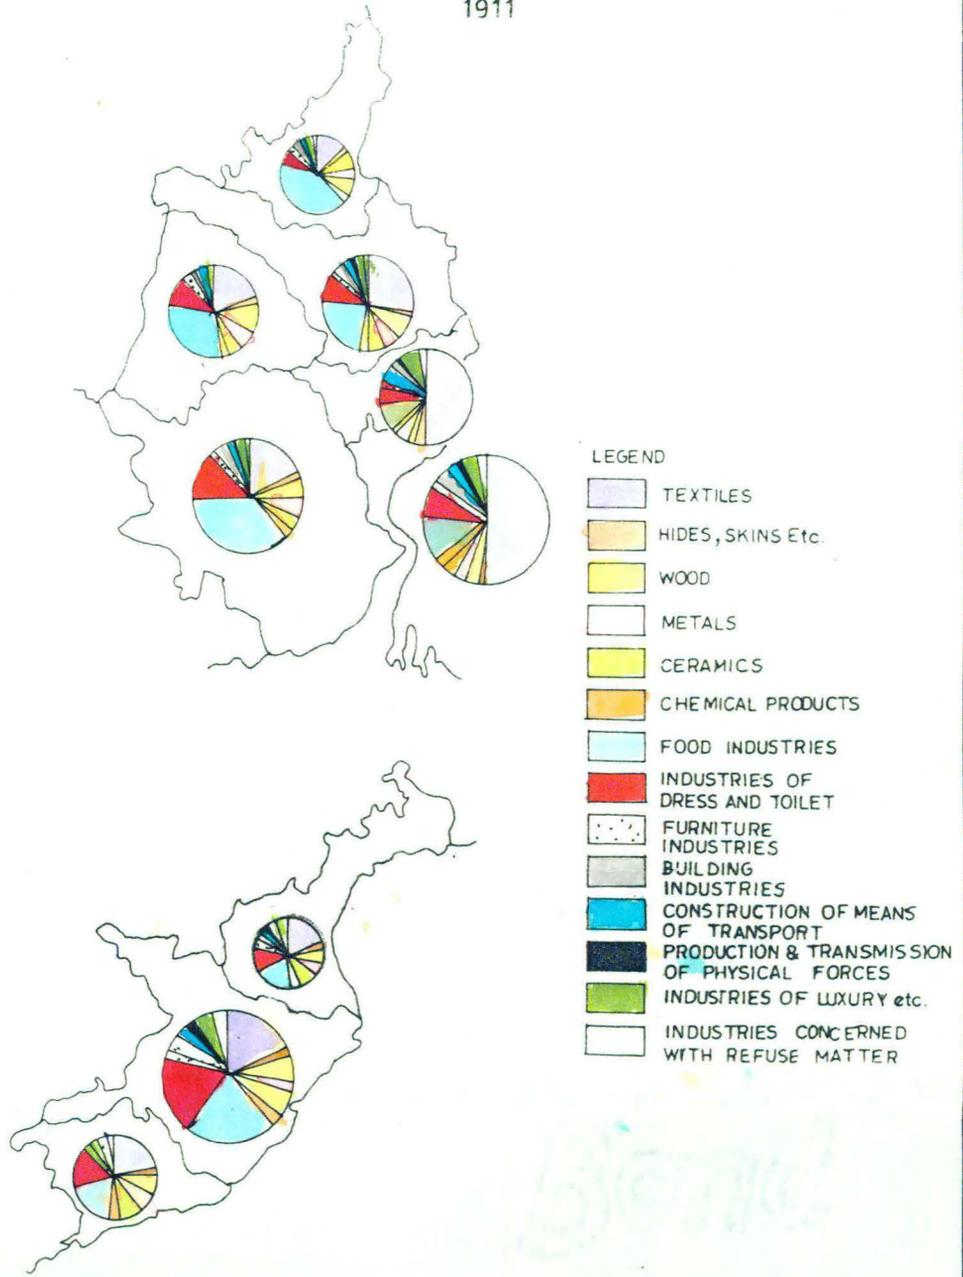 1911
LEGEND
TEXTILES
HIDES, SKINS Etc.
WOOD
METALS
CERAMICS
CHEMICAL PRODUCTS
FOOD INDUSTRIES
INDUSTRIES OF
DRESS AND TOILET
FURNITURE
INDUSTRIES
BUILDING
INDUSTRIES
CONSTRUCTION OF MEANS
OF TRANSPORT
PRODUCTION & TRANSMISSION
OF PHYSICAL FORCES
INDUSTRIES OF LUXURY etc.
INDUSTRIES CONCERNED
WITH REFUSE MATTER